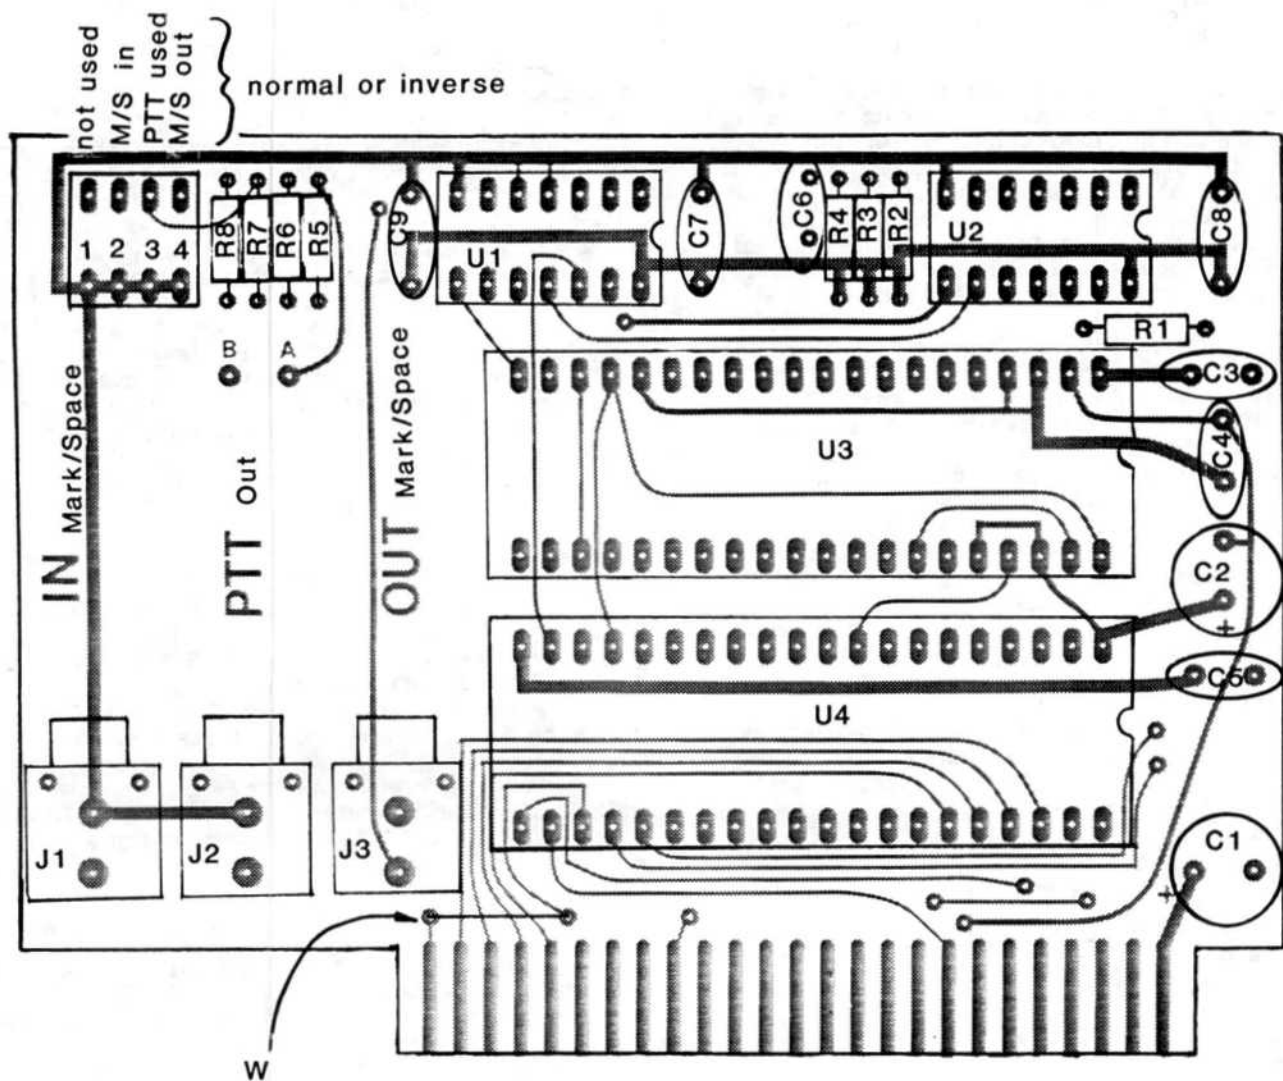 not used
M/S in
PTT used
M/S out
normal or inverse
1 2 3 4
R8
R7
R6
R5
C9
U1
C7
C6
R4
R3
R2
U2
C8
B
A
R1
C3
IN Mark/Space
PTT Out
OUT Mark/Space
U3
C4
C2
+
C5
U4
J1
J2
J3
C1
+
W